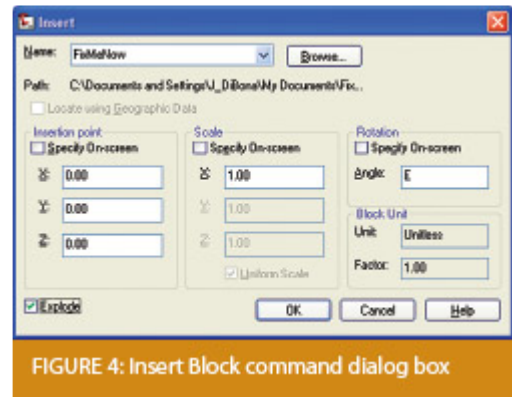 Insert
Name: FixMeNow Browse...
Path: C:\Documents and Settings\J_DiBona\My Documents\Fix...
Locate using Geographic Data
Insertion point
Specify On-screen
X: 0.00
Y: 0.00
Z: 0.00
Scale
Specify On-screen
X: 1.00
Y: 1.00
Z: 1.00
Uniform Scale
Rotation
Specify On-screen
Angle: E
Block Unit
Unit: Unitless
Factor: 1.00
Explode
OK Cancel Help
FIGURE 4: Insert Block command dialog box